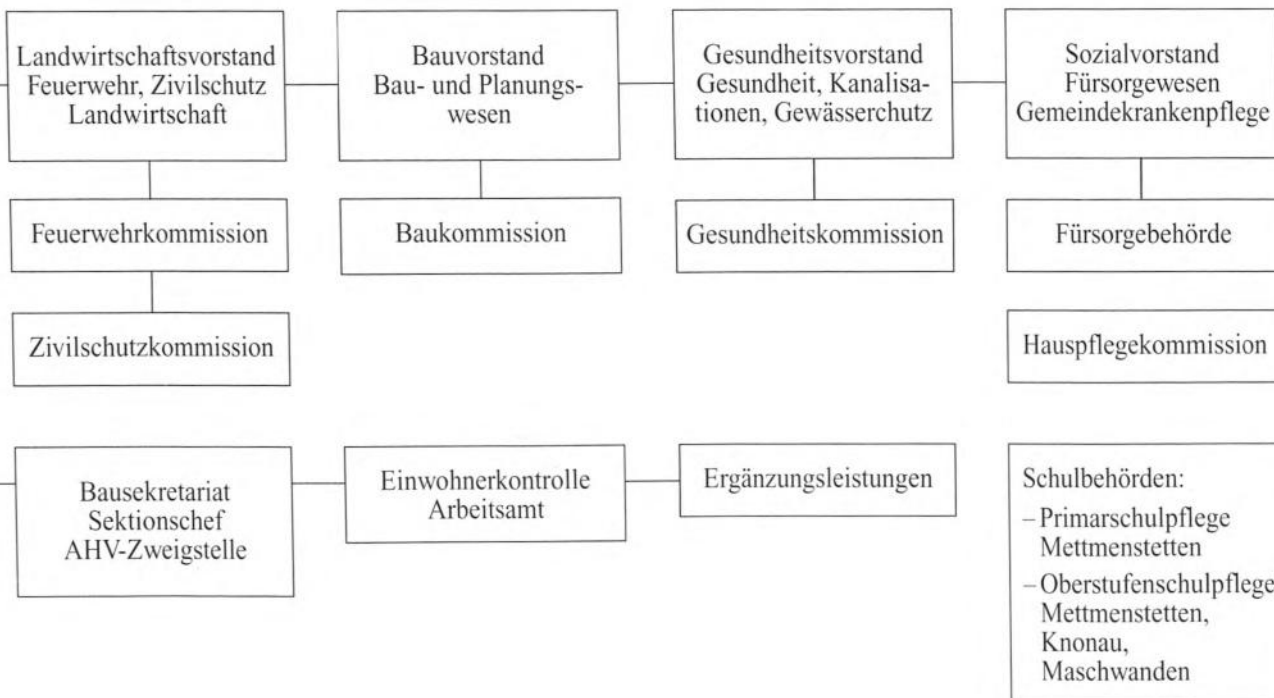 Landwirtschaftsvorstand
Feuerwehr, Zivilschutz
Landwirtschaft
Bauvorstand
Bau- und Planungs-
wesen
Gesundheitsvorstand
Gesundheit, Kanalisa-
tionen, Gewässerchutz
Sozialvorstand
Fürsorgewesen
Gemeindekrankenpflege
Feuerwehrkommission
Baukommission
Gesundheitskommission
Fürsorgebehörde
Zivilschutzkommission
Hauspflegekommission
Bausekretariat
Sektionschef
AHV-Zweigstelle
Einwohnerkontrolle
Arbeitsamt
Ergänzungsleistungen
Schulbehörden:
– Primarschulpflege
Mettmenstetten
– Oberstufenschulpflege
Mettmenstetten,
Knonau,
Maschwanden